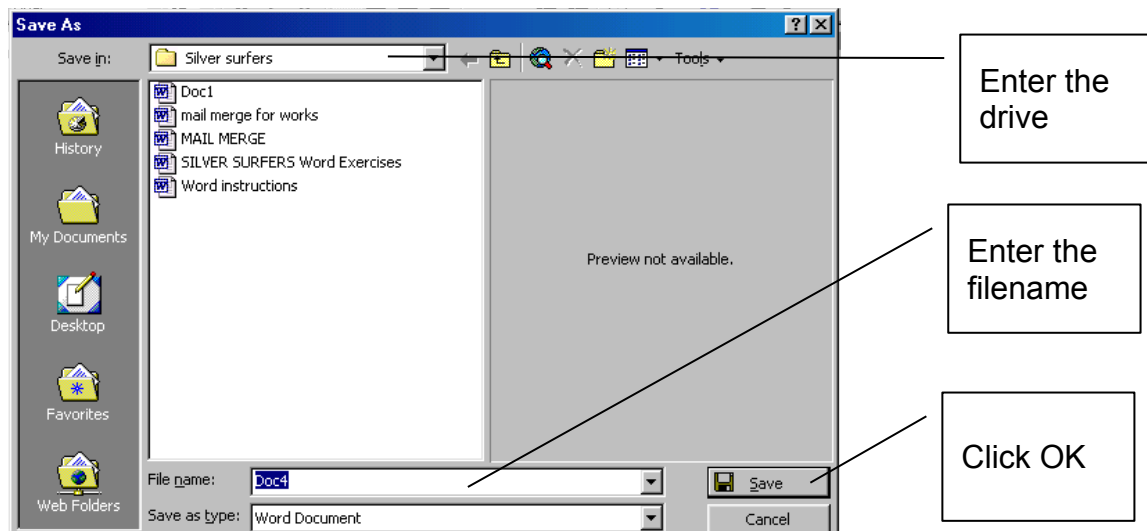 Save As
Save in:
Silver surfers
Tools
History
My Documents
Desktop
Favorites
Web Folders
Doc1
mail merge for works
MAIL MERGE
SILVER SURFERS Word Exercises
Word instructions
Preview not available.
File name:
Doc4
Save
Save as type:
Word Document
Cancel
Enter the
drive
Enter the
filename
Click OK